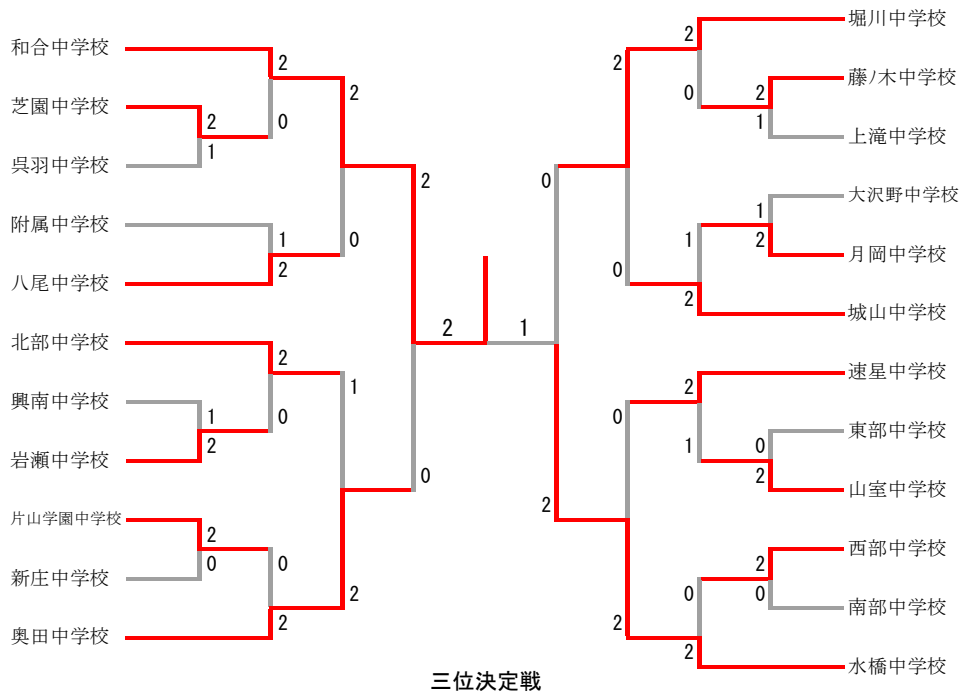 和合中学校
2
2
芝園中学校
2
0
呉羽中学校
1
2
附属中学校
1
0
八尾中学校
2
北部中学校
2
1
興南中学校
1
0
岩瀬中学校
2
0
片山学園中学校
2
0
新庄中学校
0
2
奥田中学校
2
2
1
堀川中学校
2
2
藤ノ木中学校
2
0
上滝中学校
1
0
大沢野中学校
1
1
月岡中学校
2
0
城山中学校
2
速星中学校
2
0
東部中学校
0
1
山室中学校
2
2
西部中学校
2
0
南部中学校
0
2
水橋中学校
2
三位決定戦